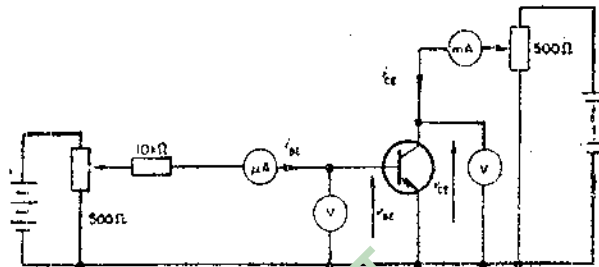 mA
500Ω
i_CE
10kΩ
μA
i_BE
V
V
500Ω
v_BE
v_CE